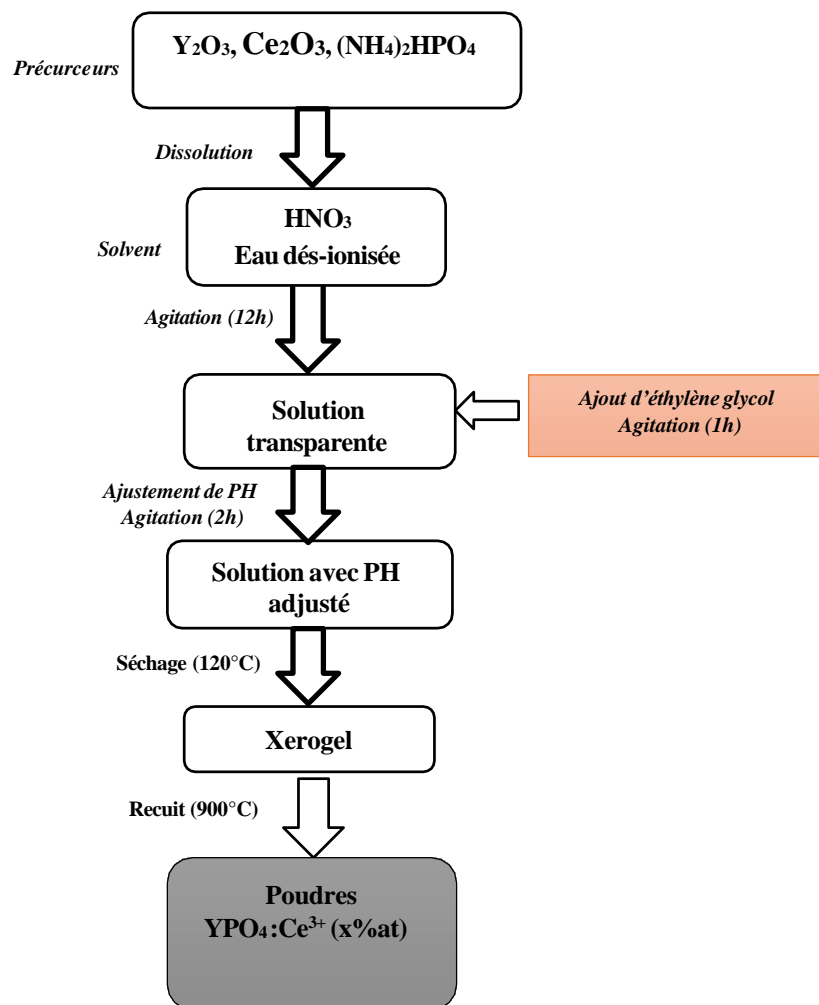 Y₂O₃, Ce₂O₃, (NH₄)₂HPO₄
Précurceurs
Dissolution
HNO₃
Solvent
Eau dés-ionisée
Agitation (12h)
Solution
transparente
Ajout d’éthylène glycol
Agitation (1h)
Ajustement de PH
Agitation (2h)
Solution avec PH
adjusté
Séchage (120°C)
Xerogel
Recuit (900°C)
Poudres
YPO₄:Ce³⁺ (x%at)